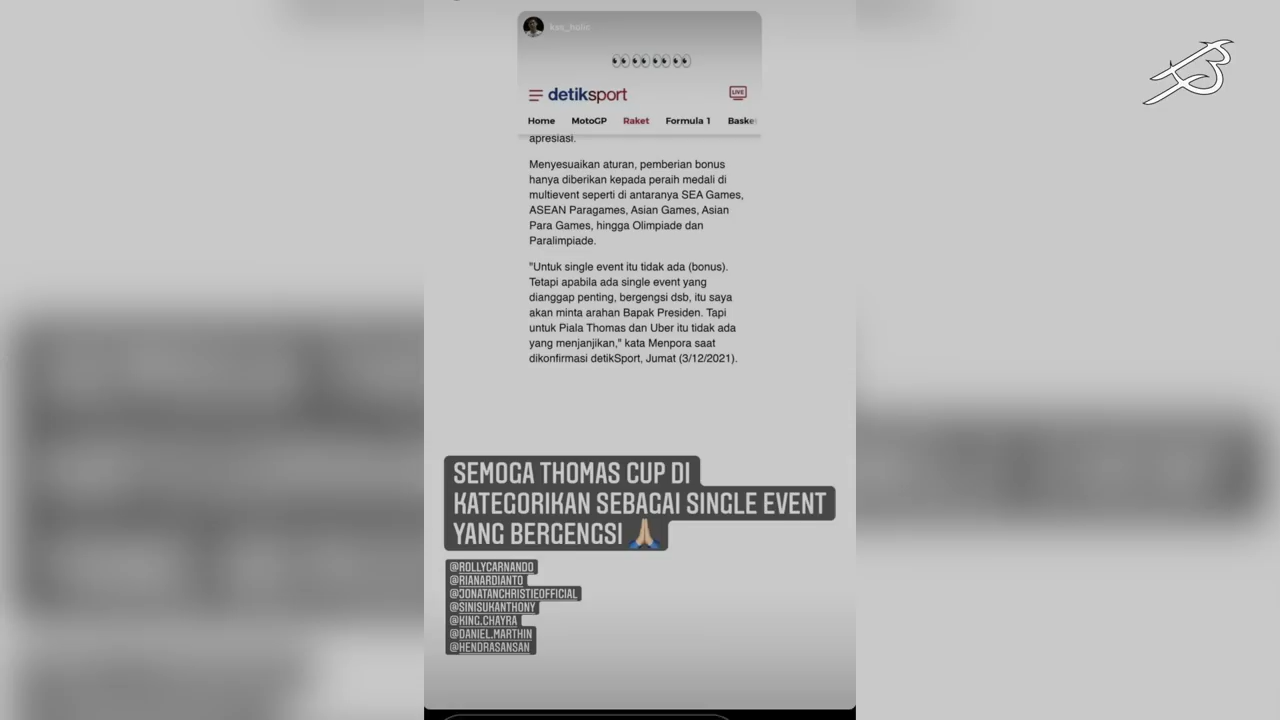 kxx_holic
detiksport
LIVE
Home MotoGP Raket Formula 1 Basket
apresiasi.
Menyesuaikan aturan, pemberian bonus
hanya diberikan kepada peraih medali di
multievent seperti di antaranya SEA Games,
ASEAN Paragames, Asian Games, Asian
Para Games, hingga Olimpiade dan
Paralimpiade.
"Untuk single event itu tidak ada (bonus).
Tetapi apabila ada single event yang
dianggap penting, bergengsi dsb, itu saya
akan minta arahan Bapak Presiden. Tapi
untuk Piala Thomas dan Uber itu tidak ada
yang menjanjikan," kata Menpora saat
dikonfirmasi detikSport, Jumat (3/12/2021).
SEMOGA THOMAS CUP DI
KATEGORIKAN SEBAGAI SINGLE EVENT
YANG BERGENGSI 🙏
@ROLLYCARNANDO
@RIANARDIANTO
@JONATANCHRISTIEOFFICIAL
@SINISUKANTHONY
@KING.CHAYRA
@DANIEL.MARTHIN
@HENDRASANSAN